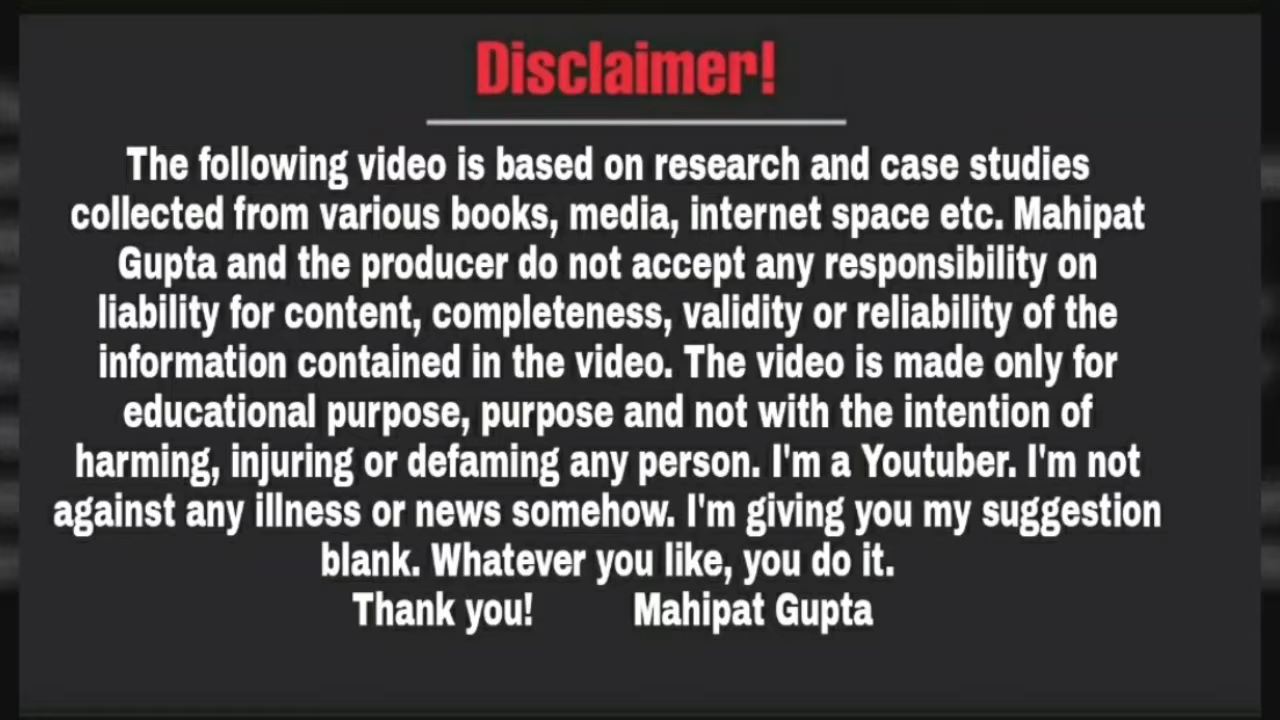 Disclaimer!
The following video is based on research and case studies
collected from various books, media, internet space etc. Mahipat
Gupta and the producer do not accept any responsibility on
liability for content, completeness, validity or reliability of the
information contained in the video. The video is made only for
educational purpose, purpose and not with the intention of
harming, injuring or defaming any person. I'm a Youtuber. I'm not
against any illness or news somehow. I'm giving you my suggestion
blank. Whatever you like, you do it.
Thank you! Mahipat Gupta